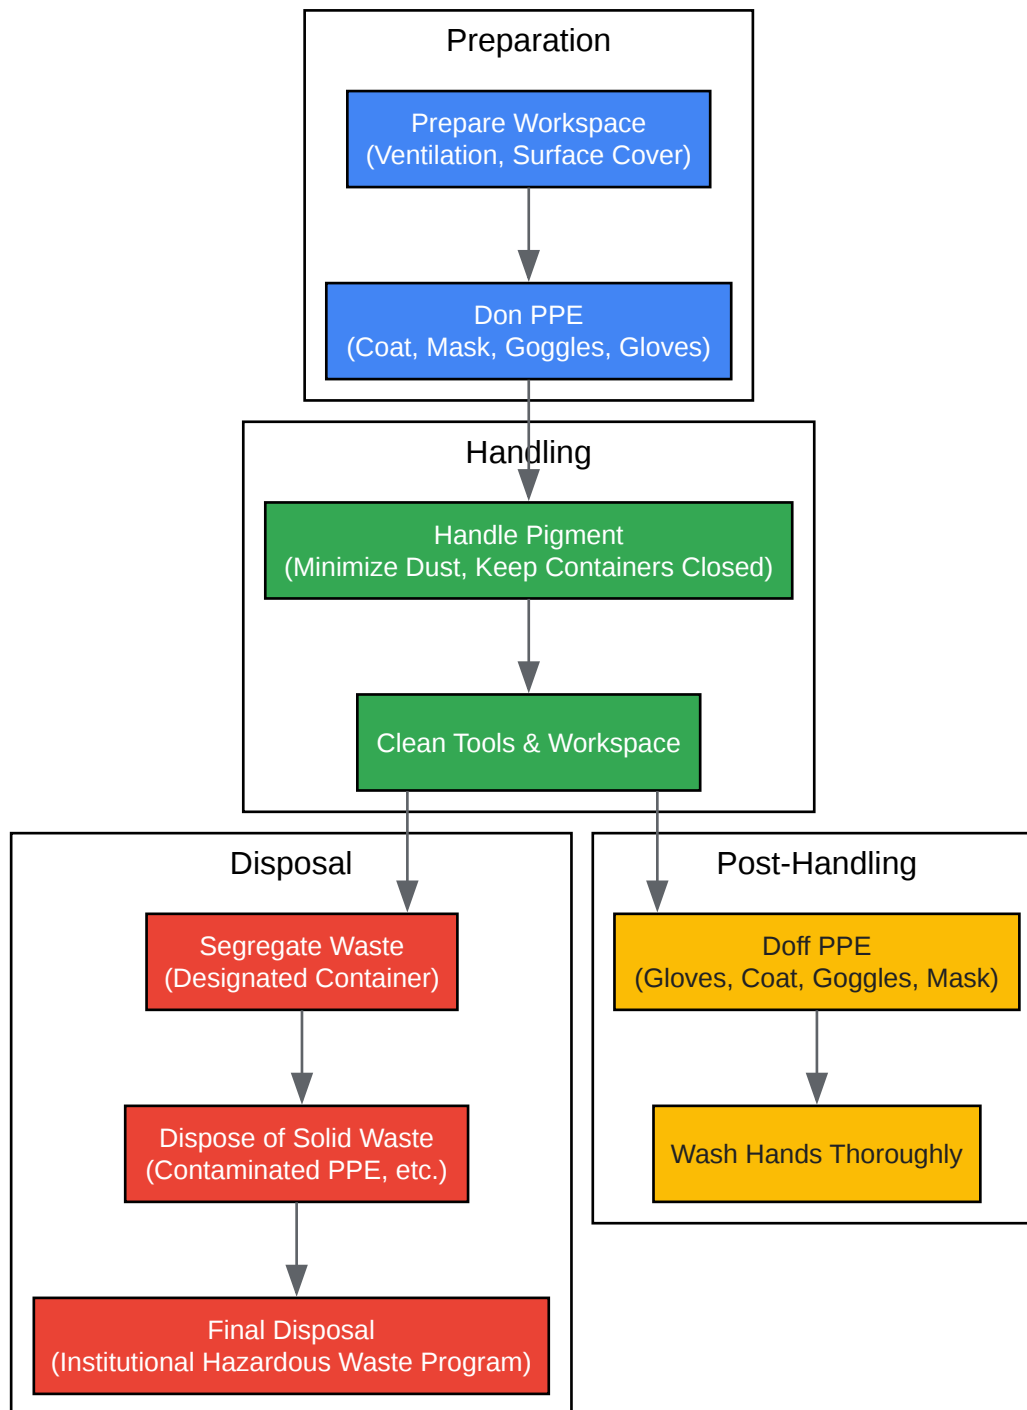 Preparation
Prepare Workspace
(Ventilation, Surface Cover)
Don PPE
(Coat, Mask, Goggles, Gloves)
Handling
Handle Pigment
(Minimize Dust, Keep Containers Closed)
Clean Tools & Workspace
Disposal
Segregate Waste
(Designated Container)
Dispose of Solid Waste
(Contaminated PPE, etc.)
Final Disposal
(Institutional Hazardous Waste Program)
Post-Handling
Doff PPE
(Gloves, Coat, Goggles, Mask)
Wash Hands Thoroughly